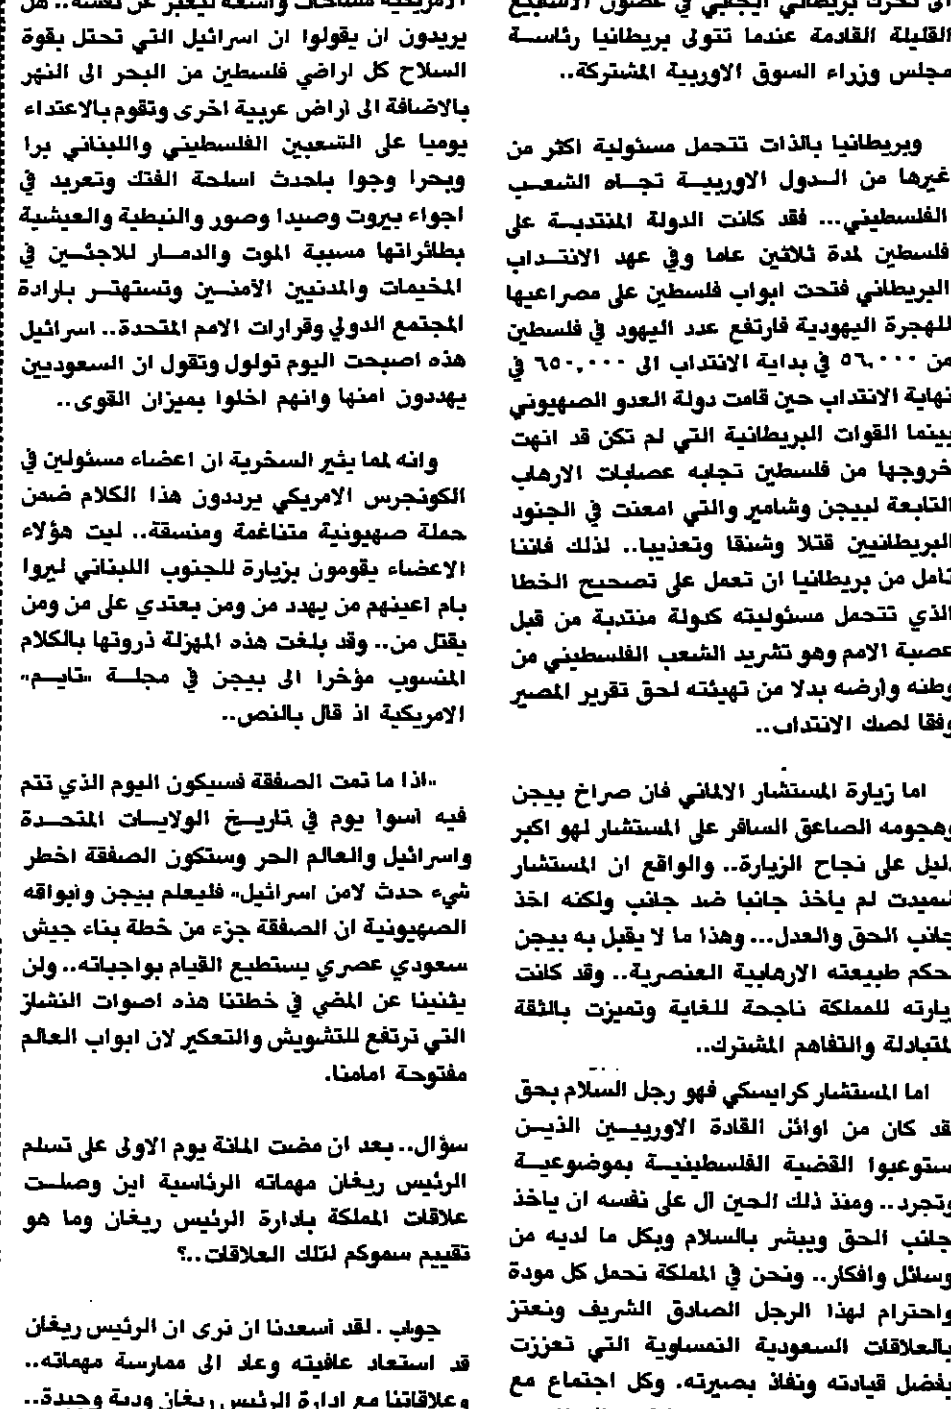 الى تحرك بريطاني ايجابي في غضون الاسابيع
القليلة القادمة عندما تتولى بريطانيا رئاسة
مجلس وزراء السوق الاوربية المشتركة..
وبريطانيا بالذات تتحمل مسئولية اكثر من
غيرها من الدول الاوربية تجاه الشعب
الفلسطيني... فقد كانت الدولة المنتدبة على
فلسطين لمدة ثلاثين عاما وفي عهد الانتداب
البريطاني فتحت ابواب فلسطين على مصراعيها
للهجرة اليهودية فارتفع عدد اليهود في فلسطين
من ٥٦,٠٠٠ في بداية الانتداب الى ٦٥٠,٠٠٠ في
نهاية الانتداب حين قامت دولة العدو الصهيوني
بينما القوات البريطانية التي لم تكن قد انهت
خروجها من فلسطين تجابه عصابات الارهاب
التابعة لبيجن وشامير والتي امعنت في الجنود
البريطانيين قتلا وشنقا وتعذيبا.. لذلك فاننا
نامل من بريطانيا ان تعمل على تصحيح الخطا
الذي تتحمل مسئوليته كدولة منتدبة من قبل
عصبة الامم وهو تشريد الشعب الفلسطيني من
وطنه وارضه بدلا من تهيئته لحق تقرير المصير
وفقا لصك الانتداب..
اما زيارة المستشار الالماني فان صراخ بيجن
وهجومه الصاعق السافر على المستشار لهو اكبر
دليل على نجاح الزيارة.. والواقع ان المستشار
شميدت لم ياخذ جانبا ضد جانب ولكنه اخذ
جانب الحق والعدل... وهذا ما لا يقبل به بيجن
بحكم طبيعته الارهابية العنصرية.. وقد كانت
زيارته للمملكة ناجحة للغاية وتميزت بالثقة
المتبادلة والتفاهم المشترك..
اما المستشار كرايسكي فهو رجل السلام بحق
فقد كان من اوائل القادة الاوربيين الذين
استوعبوا القضية الفلسطينية بموضوعية
وتجرد.. ومنذ ذلك الحين آل على نفسه ان ياخذ
جانب الحق ويبشر بالسلام وبكل ما لديه من
وسائل وافكار.. ونحن في المملكة نحمل كل مودة
واحترام لهذا الرجل الصادق الشريف ونعتز
بالعلاقات السعودية النمساوية التي تعززت
بفضل قيادته ونفاذ بصيرته. وكل اجتماع مع
الامريكية مساحات واسعة ليعبر عن نفسه.. هل
يريدون ان يقولوا ان اسرائيل التي تحتل بقوة
السلاح كل اراضي فلسطين من البحر الى النهر
بالاضافة الى اراض عربية اخرى وتقوم بالاعتداء
يوميا على الشعبين الفلسطيني واللبناني برا
وبحرا وجوا باحدث اسلحة الفتك وتعربد في
اجواء بيروت وصيدا وصور والنبطية والعيشية
بطائراتها مسببة الموت والدمار للاجئين في
المخيمات والمدنيين الآمنين وتستهتر بارادة
المجتمع الدولي وقرارات الامم المتحدة.. اسرائيل
هذه اصبحت اليوم تولول وتقول ان السعوديين
يهددون امنها وانهم اخلوا بميزان القوى..
وانه لمما يثير السخرية ان اعضاء مسئولين في
الكونجرس الامريكي يرددون هذا الكلام ضمن
حملة صهيونية متناغمة ومنسقة.. ليت هؤلاء
الاعضاء يقومون بزيارة للجنوب اللبناني ليروا
بام اعينهم من يهدد من ومن يعتدي على من ومن
يقتل من.. وقد بلغت هذه المهزلة ذروتها بالكلام
المنسوب مؤخرا الى بيجن في مجلة «تايم»
الامريكية اذ قال بالنص..
«اذا ما تمت الصفقة فسيكون اليوم الذي تتم
فيه اسوا يوم في تاريخ الولايات المتحدة
واسرائيل والعالم الحر وستكون الصفقة اخطر
شيء حدث لامن اسرائيل» فليعلم بيجن وابواقه
الصهيونية ان الصفقة جزء من خطة بناء جيش
سعودي عصري يستطيع القيام بواجباته.. ولن
يثنينا عن المضي في خطتنا هذه اصوات النشاز
التي ترتفع للتشويش والتعكير لان ابواب العالم
مفتوحة امامنا.
سؤال.. بعد ان مضت المائة يوم الاولى على تسلم
الرئيس ريغان مهماته الرئاسية اين وصلت
علاقات المملكة بادارة الرئيس ريغان وما هو
تقييم سموكم لتلك العلاقات..؟
جواب. لقد اسعدنا ان نرى ان الرئيس ريغان
قد استعاد عافيته وعاد الى ممارسة مهماته..
وعلاقاتنا مع ادارة الرئيس ريغان ودية وجيدة..